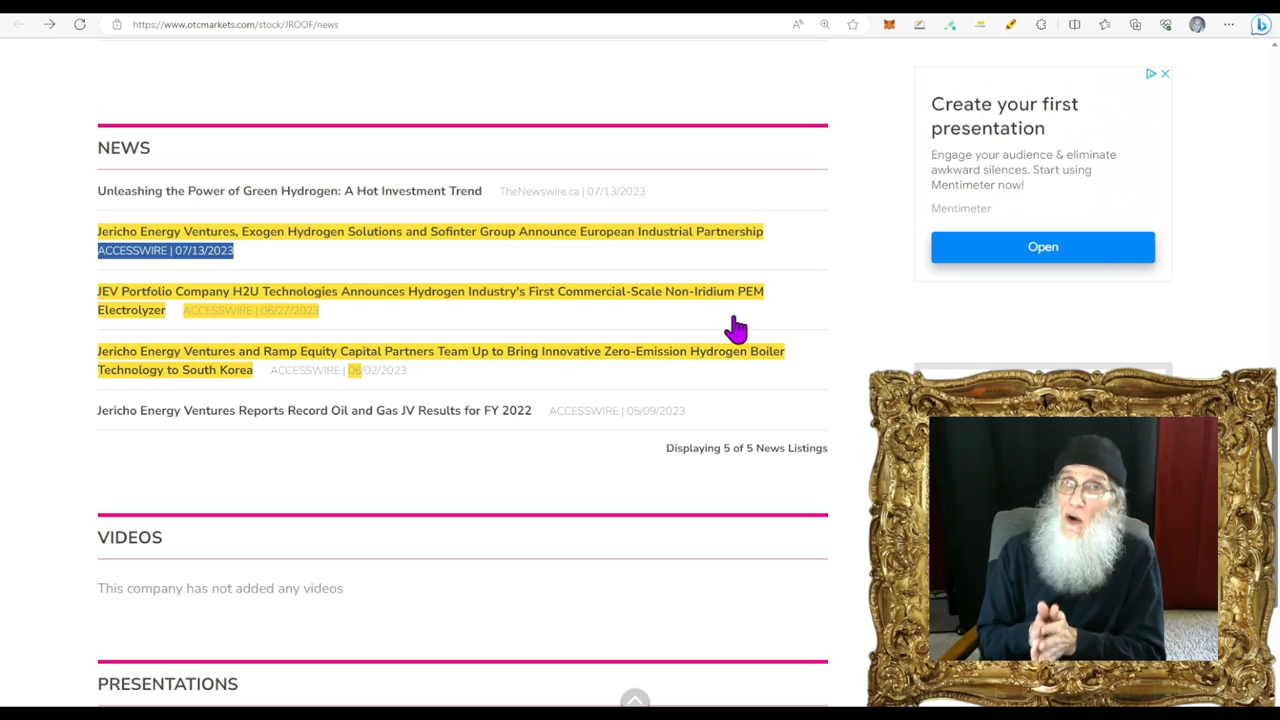 https://www.otcmarkets.com/stock/JROOF/news
NEWS
Unleashing the Power of Green Hydrogen: A Hot Investment Trend TheNewswire.ca | 07/13/2023
Jericho Energy Ventures, Exogen Hydrogen Solutions and Sofinter Group Announce European Industrial Partnership
ACCESSWIRE | 07/13/2023
JEV Portfolio Company H2U Technologies Announces Hydrogen Industry's First Commercial-Scale Non-Iridium PEM
Electrolyzer ACCESSWIRE | 06/27/2023
Jericho Energy Ventures and Ramp Equity Capital Partners Team Up to Bring Innovative Zero-Emission Hydrogen Boiler
Technology to South Korea ACCESSWIRE | 06/02/2023
Jericho Energy Ventures Reports Record Oil and Gas JV Results for FY 2022 ACCESSWIRE | 05/09/2023
Displaying 5 of 5 News Listings
VIDEOS
This company has not added any videos
PRESENTATIONS
Create your first
presentation
Engage your audience & eliminate
awkward silences. Start using
Mentimeter now!
Mentimeter
Open